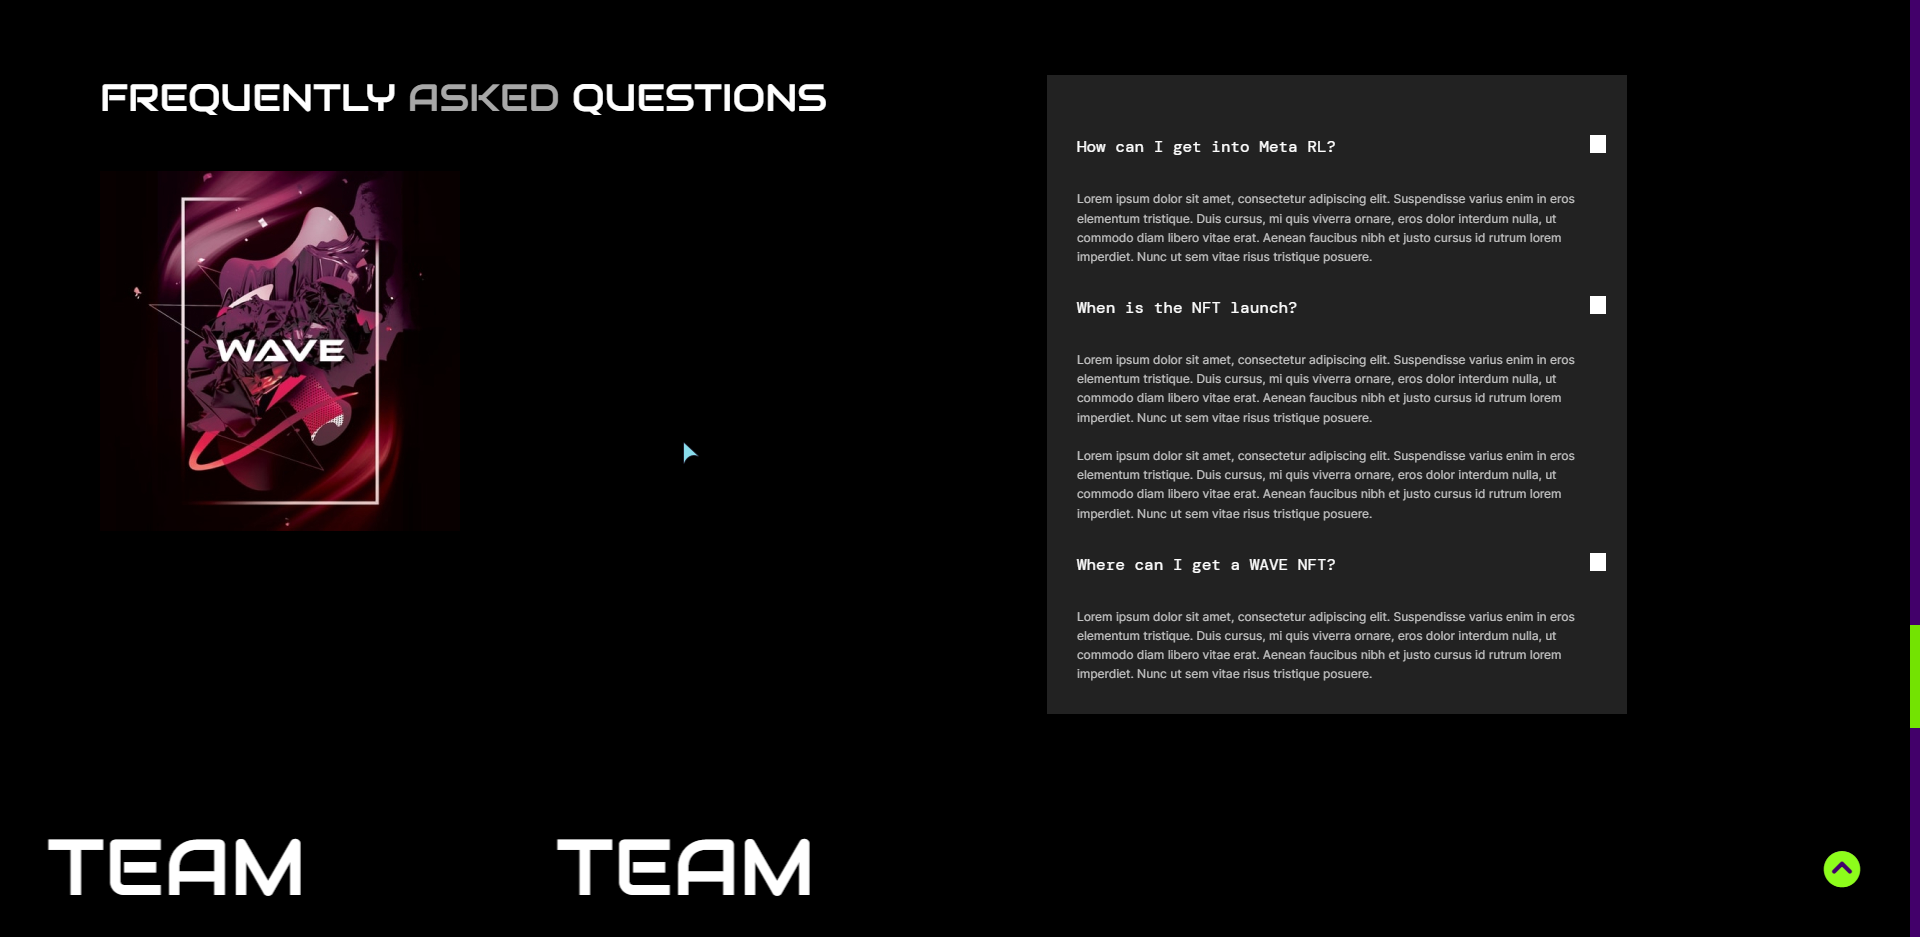 FREQUENTLY ASKED QUESTIONS
WAVE
How can I get into Meta RL?
Lorem ipsum dolor sit amet, consectetur adipiscing elit. Suspendisse varius enim in eros
elementum tristique. Duis cursus, mi quis viverra ornare, eros dolor interdum nulla, ut
commodo diam libero vitae erat. Aenean faucibus nibh et justo cursus id rutrum lorem
imperdiet. Nunc ut sem vitae risus tristique posuere.
When is the NFT launch?
Lorem ipsum dolor sit amet, consectetur adipiscing elit. Suspendisse varius enim in eros
elementum tristique. Duis cursus, mi quis viverra ornare, eros dolor interdum nulla, ut
commodo diam libero vitae erat. Aenean faucibus nibh et justo cursus id rutrum lorem
imperdiet. Nunc ut sem vitae risus tristique posuere.
Lorem ipsum dolor sit amet, consectetur adipiscing elit. Suspendisse varius enim in eros
elementum tristique. Duis cursus, mi quis viverra ornare, eros dolor interdum nulla, ut
commodo diam libero vitae erat. Aenean faucibus nibh et justo cursus id rutrum lorem
imperdiet. Nunc ut sem vitae risus tristique posuere.
Where can I get a WAVE NFT?
Lorem ipsum dolor sit amet, consectetur adipiscing elit. Suspendisse varius enim in eros
elementum tristique. Duis cursus, mi quis viverra ornare, eros dolor interdum nulla, ut
commodo diam libero vitae erat. Aenean faucibus nibh et justo cursus id rutrum lorem
imperdiet. Nunc ut sem vitae risus tristique posuere.
TEAM TEAM